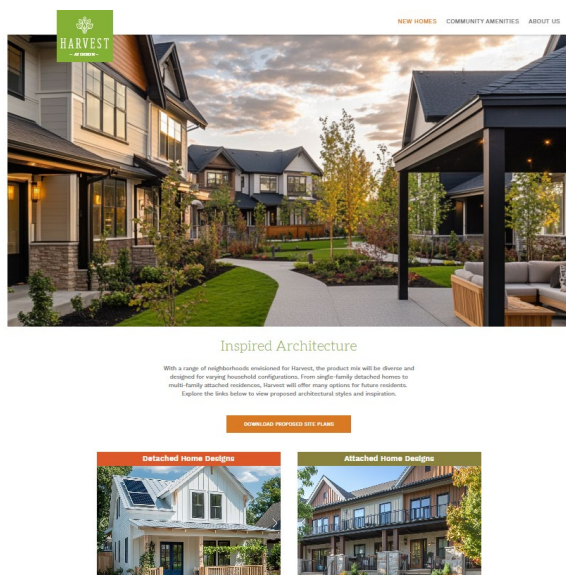 HARVEST
NEW HOMES COMMUNITY AMENITIES ABOUT US
Inspired Architecture
With a range of neighborhoods envisioned for Harvest, the product mix will be diverse and
designed for varying household configurations. From single-family detached homes to
multi-family attached residences, Harvest will offer many options for future residents.
Explore the links below to view proposed architectural styles and inspiration.
DOWNLOAD PROPOSED SITE PLANS
Detached Home Designs
Attached Home Designs